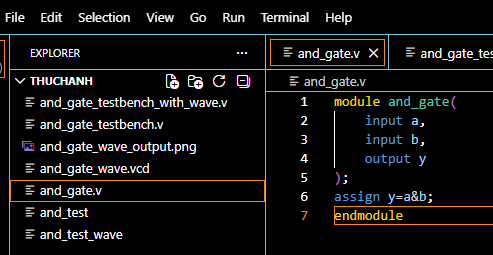 File Edit Selection View Go Run Terminal Help
EXPLORER ...
THUCHANH
and_gate_testbench_with_wave.v
and_gate_testbench.v
and_gate_wave_output.png
and_gate_wave.vcd
and_gate.v
and_test
and_test_wave
and_gate.v and_gate_te
and_gate.v
1 module and_gate(
2 input a,
3 input b,
4 output y
5 );
6 assign y=a&b;
7 endmodule